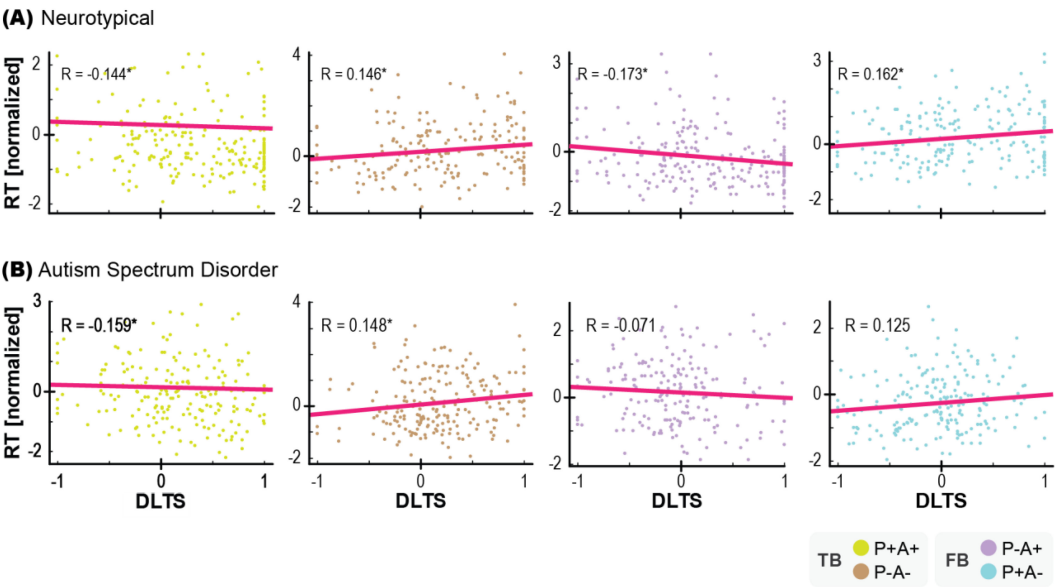 (A) Neurotypical
RT [normalized]
2
0
-2
R = -0.144*
4
0
-2
R = 0.146*
3
0
-2
R = -0.173*
3
0
-2
R = 0.162*
(B) Autism Spectrum Disorder
RT [normalized]
3
0
-2
R = -0.159*
4
0
-2
R = 0.148*
2
0
-2
R = -0.071
2
0
-2
R = 0.125
-1 0 1
-1 0 1
-1 0 1
-1 0 1
DLTS
DLTS
DLTS
DLTS
TB
P+A+
P-A-
FB
P-A+
P+A-